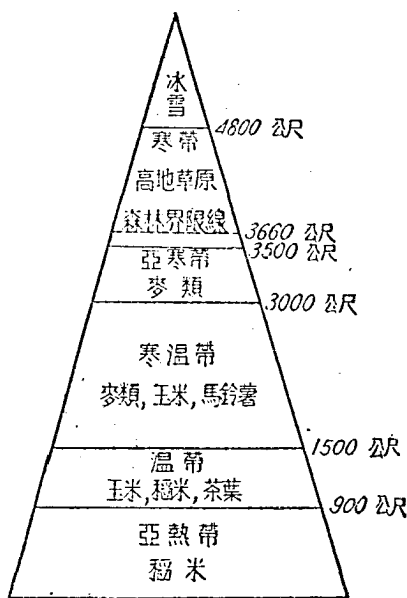 冰
雪
4800 公尺
寒帶
高地草原
森林界限線
3660 公尺
3500 公尺
亞寒帶
麥類
3000 公尺
寒温帶
麥類,玉米,馬鈴薯
1500 公尺
温帶
玉米,稻米,茶葉
900 公尺
亞熱帶
稻米